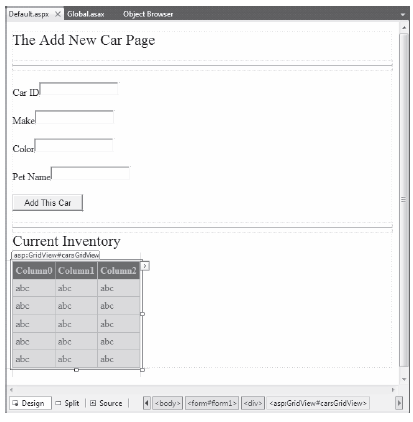 Default.aspx × Global.asax Object Browser
The Add New Car Page
Car ID
Make
Color
Pet Name
Add This Car
Current Inventory
asp:GridView#carsGridView
Column0 Column1 Column2
abc abc abc
abc abc abc
abc abc abc
abc abc abc
abc abc abc
Design Split Source <body> <form#form1> <div> <asp:GridView#carsGridView>